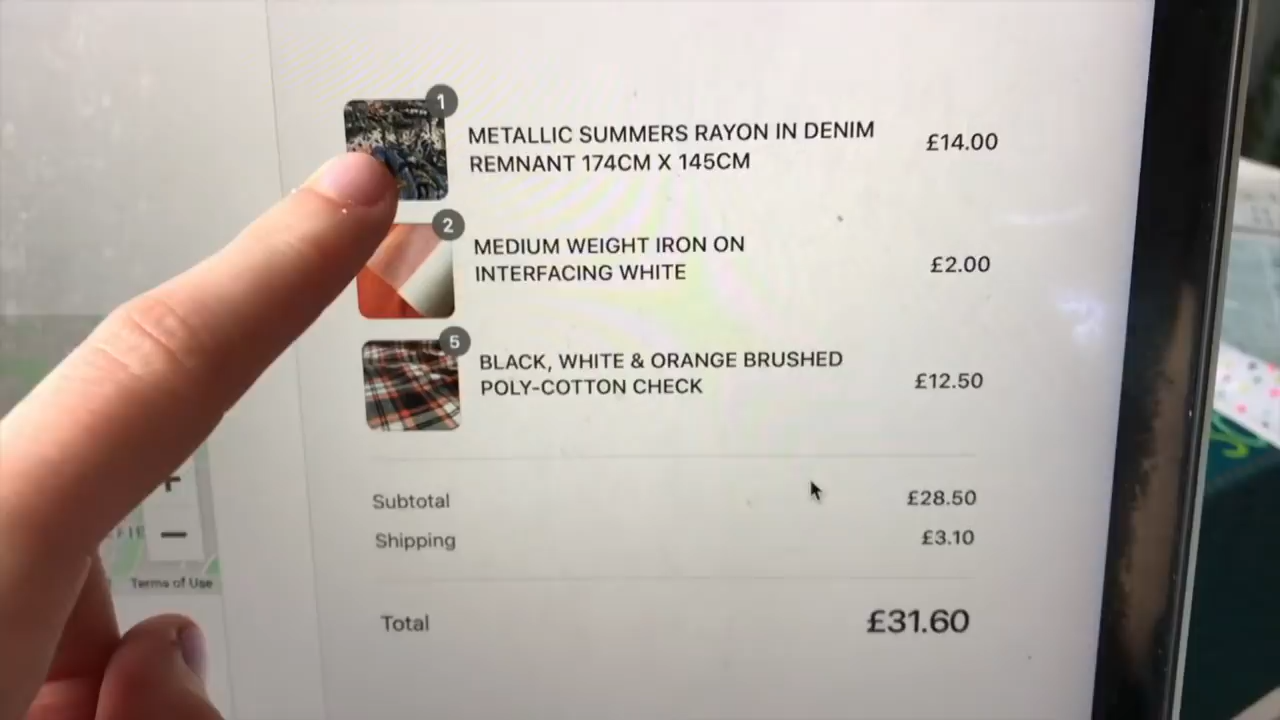 1
METALLIC SUMMERS RAYON IN DENIM
REMNANT 174CM X 145CM
£14.00
2
MEDIUM WEIGHT IRON ON
INTERFACING WHITE
£2.00
5
BLACK, WHITE & ORANGE BRUSHED
POLY-COTTON CHECK
£12.50
Subtotal
£28.50
Shipping
£3.10
Total
£31.60
+
−
Terms of Use